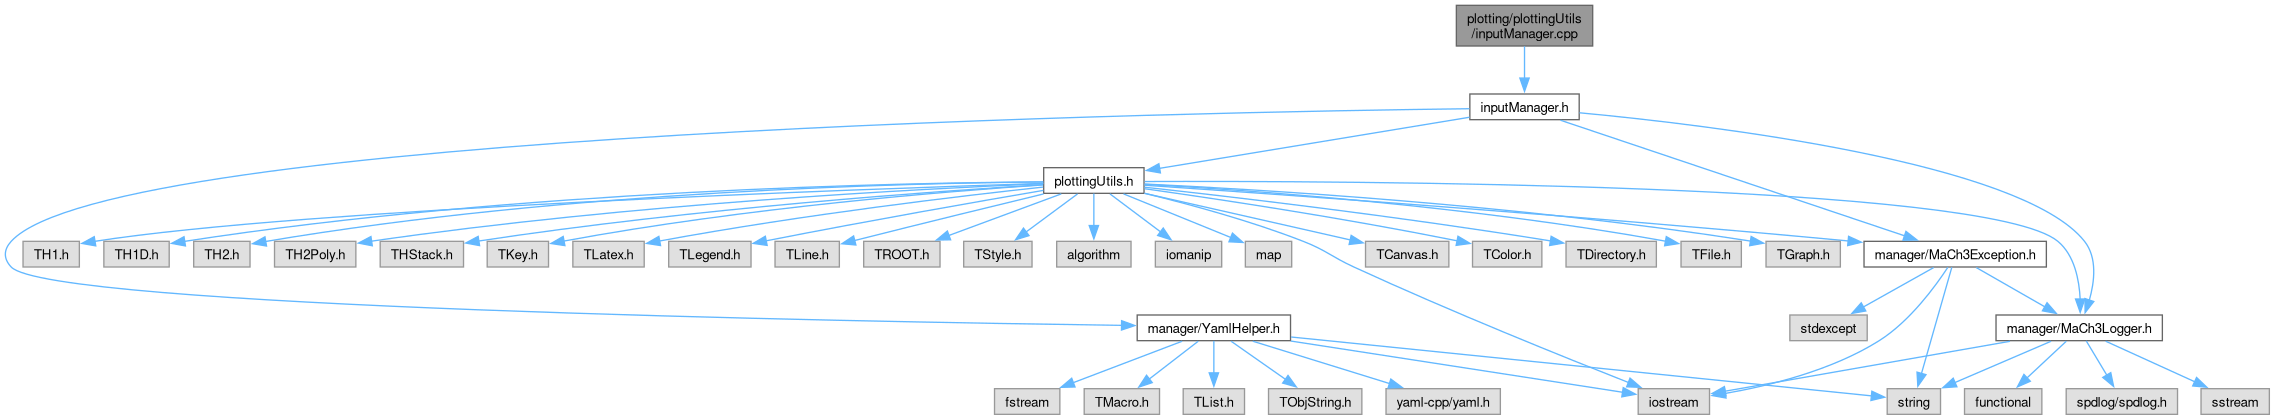 plotting/plottingUtils
/inputManager.cpp
inputManager.h
plottingUtils.h
TH1.h
TH1D.h
TH2.h
TH2Poly.h
THStack.h
TKey.h
TLatex.h
TLegend.h
TLine.h
TROOT.h
TStyle.h
algorithm
iomanip
map
TCanvas.h
TColor.h
TDirectory.h
TFile.h
TGraph.h
manager/MaCh3Exception.h
manager/YamlHelper.h
stdexcept
manager/MaCh3Logger.h
fstream
TMacro.h
TList.h
TObjString.h
yaml-cpp/yaml.h
iostream
string
functional
spdlog/spdlog.h
sstream